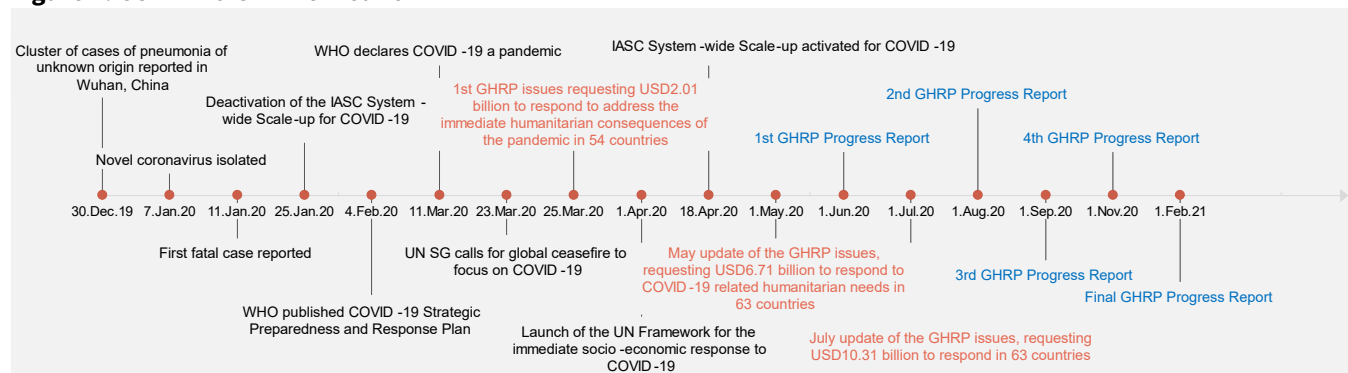 Cluster of cases of pneumonia of
unknown origin reported in
Wuhan, China
WHO declares COVID -19 a pandemic
IASC System -wide Scale-up activated for COVID -19
Deactivation of the IASC System -
wide Scale-up for COVID -19
1st GHRP issues requesting USD2.01
billion to respond to address the
immediate humanitarian consequences of
the pandemic in 54 countries
2nd GHRP Progress Report
1st GHRP Progress Report
4th GHRP Progress Report
Novel coronavirus isolated
30.Dec.19 7.Jan.20 11.Jan.20 25.Jan.20 4.Feb.20 11.Mar.20 23.Mar.20 25.Mar.20 1.Apr.20 18.Apr.20 1.May.20 1.Jun.20 1.Jul.20 1.Aug.20 1.Sep.20 1.Nov.20 1.Feb.21
First fatal case reported
UN SG calls for global ceasefire to
focus on COVID -19
May update of the GHRP issues,
requesting USD6.71 billion to respond to
COVID -19 related humanitarian needs in
63 countries
3rd GHRP Progress Report
Final GHRP Progress Report
WHO published COVID -19 Strategic
Preparedness and Response Plan
Launch of the UN Framework for the
immediate socio -economic response to
COVID -19
July update of the GHRP issues, requesting
USD10.31 billion to respond in 63 countries